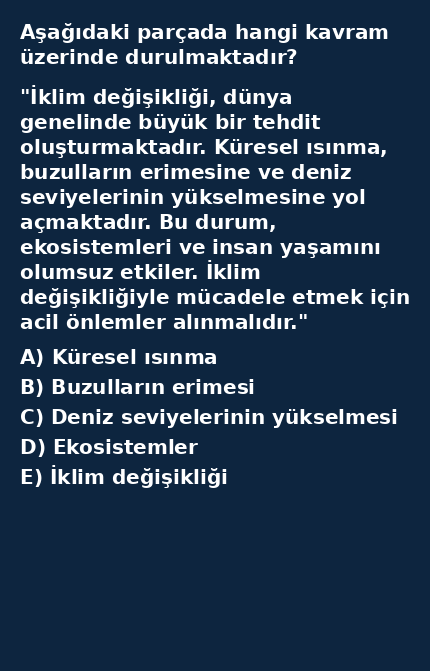 Aşağıdaki parçada hangi kavram
üzerinde durulmaktadır?
"İklim değişikliği, dünya
genelinde büyük bir tehdit
oluşturmaktadır. Küresel ısınma,
buzulların erimesine ve deniz
seviyelerinin yükselmesine yol
açmaktadır. Bu durum,
ekosistemleri ve insan yaşamını
olumsuz etkiler. İklim
değişikliğiyle mücadele etmek için
acil önlemler alınmalıdır."
A) Küresel ısınma
B) Buzulların erimesi
C) Deniz seviyelerinin yükselmesi
D) Ekosistemler
E) İklim değişikliği